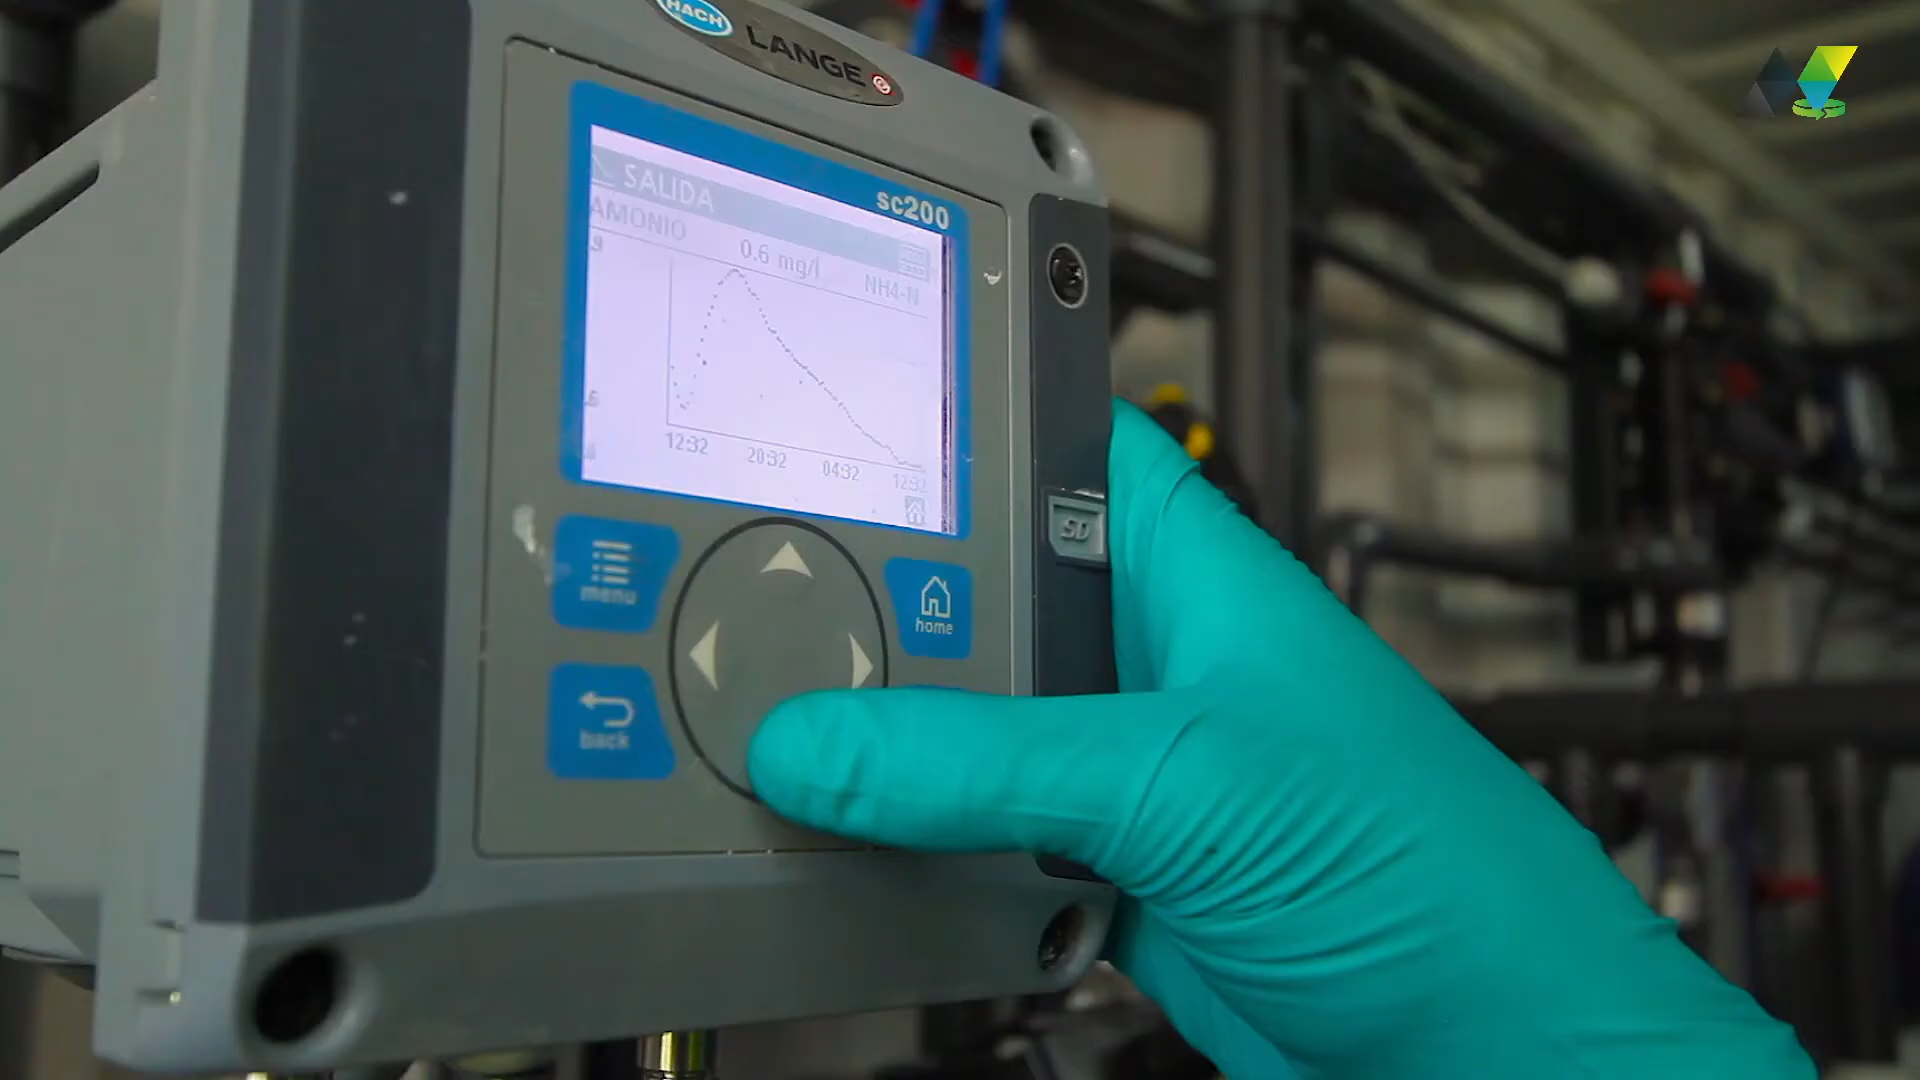 HACH
LANGE
sc200
SALIDA
AMONIO
0.6 mg/l
NH4-N
12:32
20:32
04:32
12:32
menu
home
back
SD